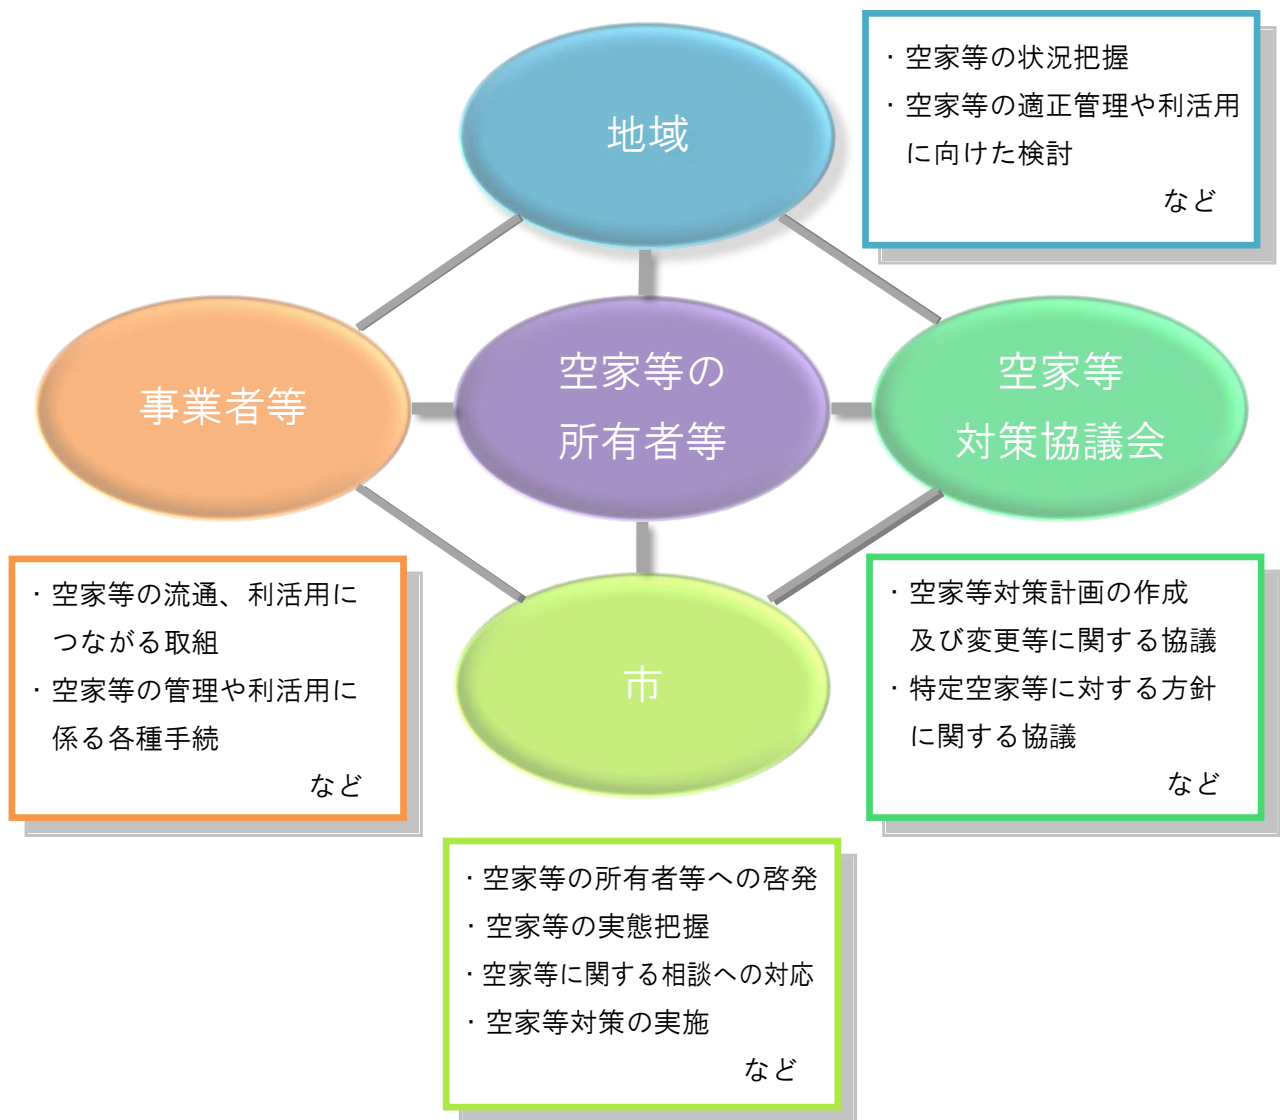 地域
・空家等の状況把握
・空家等の適正管理や利活用
に向けた検討
など
事業者等
空家等の
所有者等
空家等
対策協議会
・空家等の流通、利活用に
つながる取組
・空家等の管理や利活用に
係る各種手続
など
市
・空家等対策計画の作成
及び変更等に関する協議
・特定空家等に対する方針
に関する協議
など
・空家等の所有者等への啓発
・空家等の実態把握
・空家等に関する相談への対応
・空家等対策の実施
など